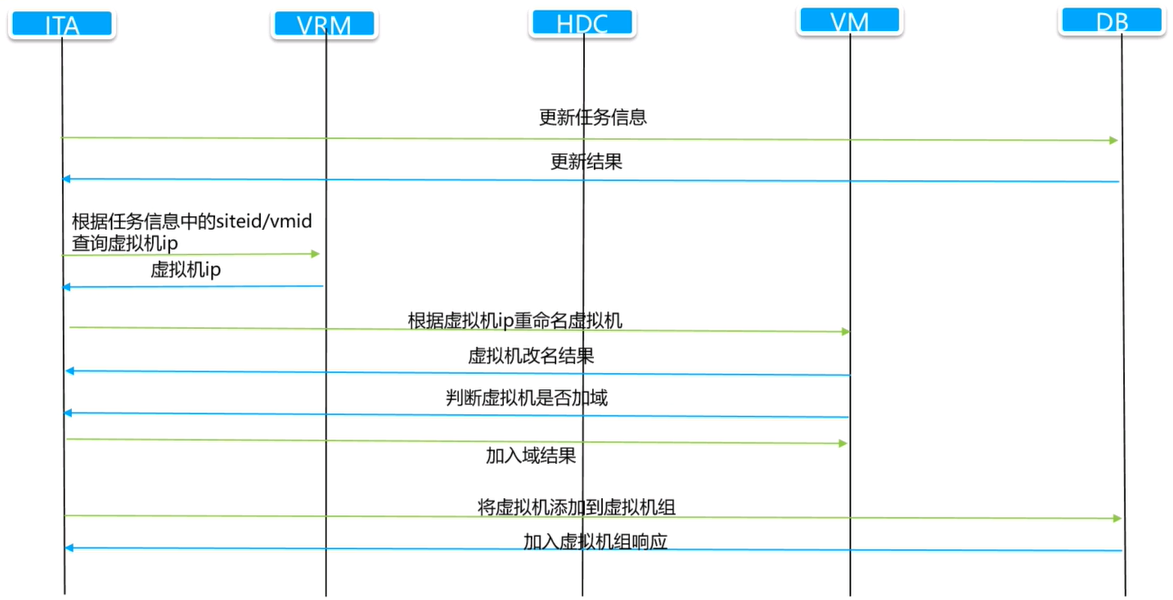 ITA
VRM
HDC
VM
DB
更新任务信息
更新结果
根据任务信息中的siteid/vmid
查询虚拟机ip
虚拟机ip
根据虚拟机ip重命名虚拟机
虚拟机改名结果
判断虚拟机是否加域
加入域结果
将虚拟机添加到虚拟机组
加入虚拟机组响应